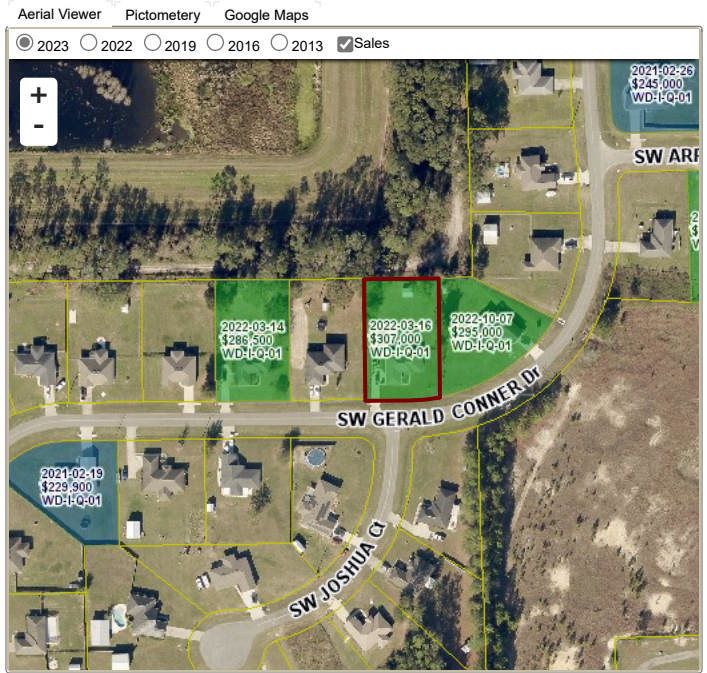 Aerial Viewer Pictometery Google Maps
2023 2022 2019 2016 2013 Sales
+
-
2021-02-26
$245,000
WD-I-Q-01
SW ARR
2
$
V
2022-03-14
$286,500
WD-I-Q-01
2022-03-16
$307,000
WD-I-Q-01
2022-10-07
$295,000
WD-I-Q-01
SW GERALD CONNER Dr
2021-02-19
$229,900
WD-I-Q-01
SW JOSHUA Ct